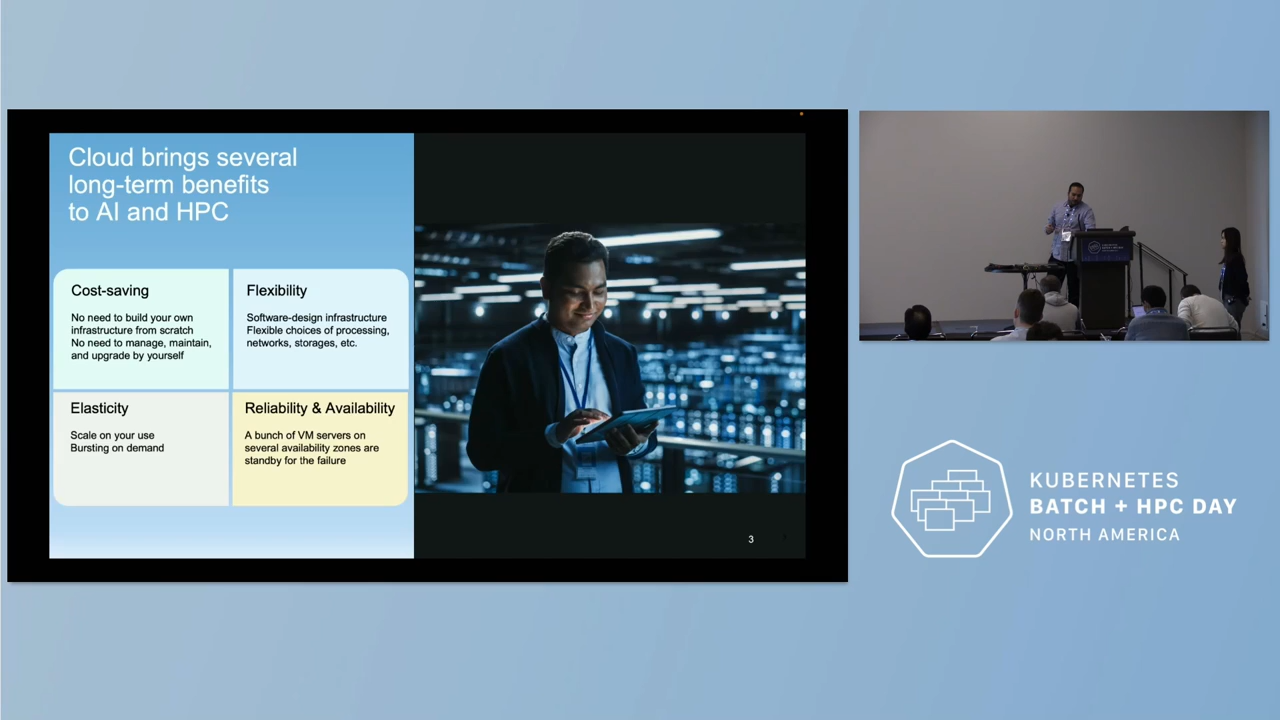 Cloud brings several
long-term benefits
to AI and HPC
Cost-saving
No need to build your own
infrastructure from scratch
No need to manage, maintain,
and upgrade by yourself
Flexibility
Software-design infrastructure
Flexible choices of processing,
networks, storages, etc.
Elasticity
Scale on your use
Bursting on demand
Reliability & Availability
A bunch of VM servers on
several availability zones are
standby for the failure
3
KUBERNETES
BATCH + HPC DAY
NORTH AMERICA